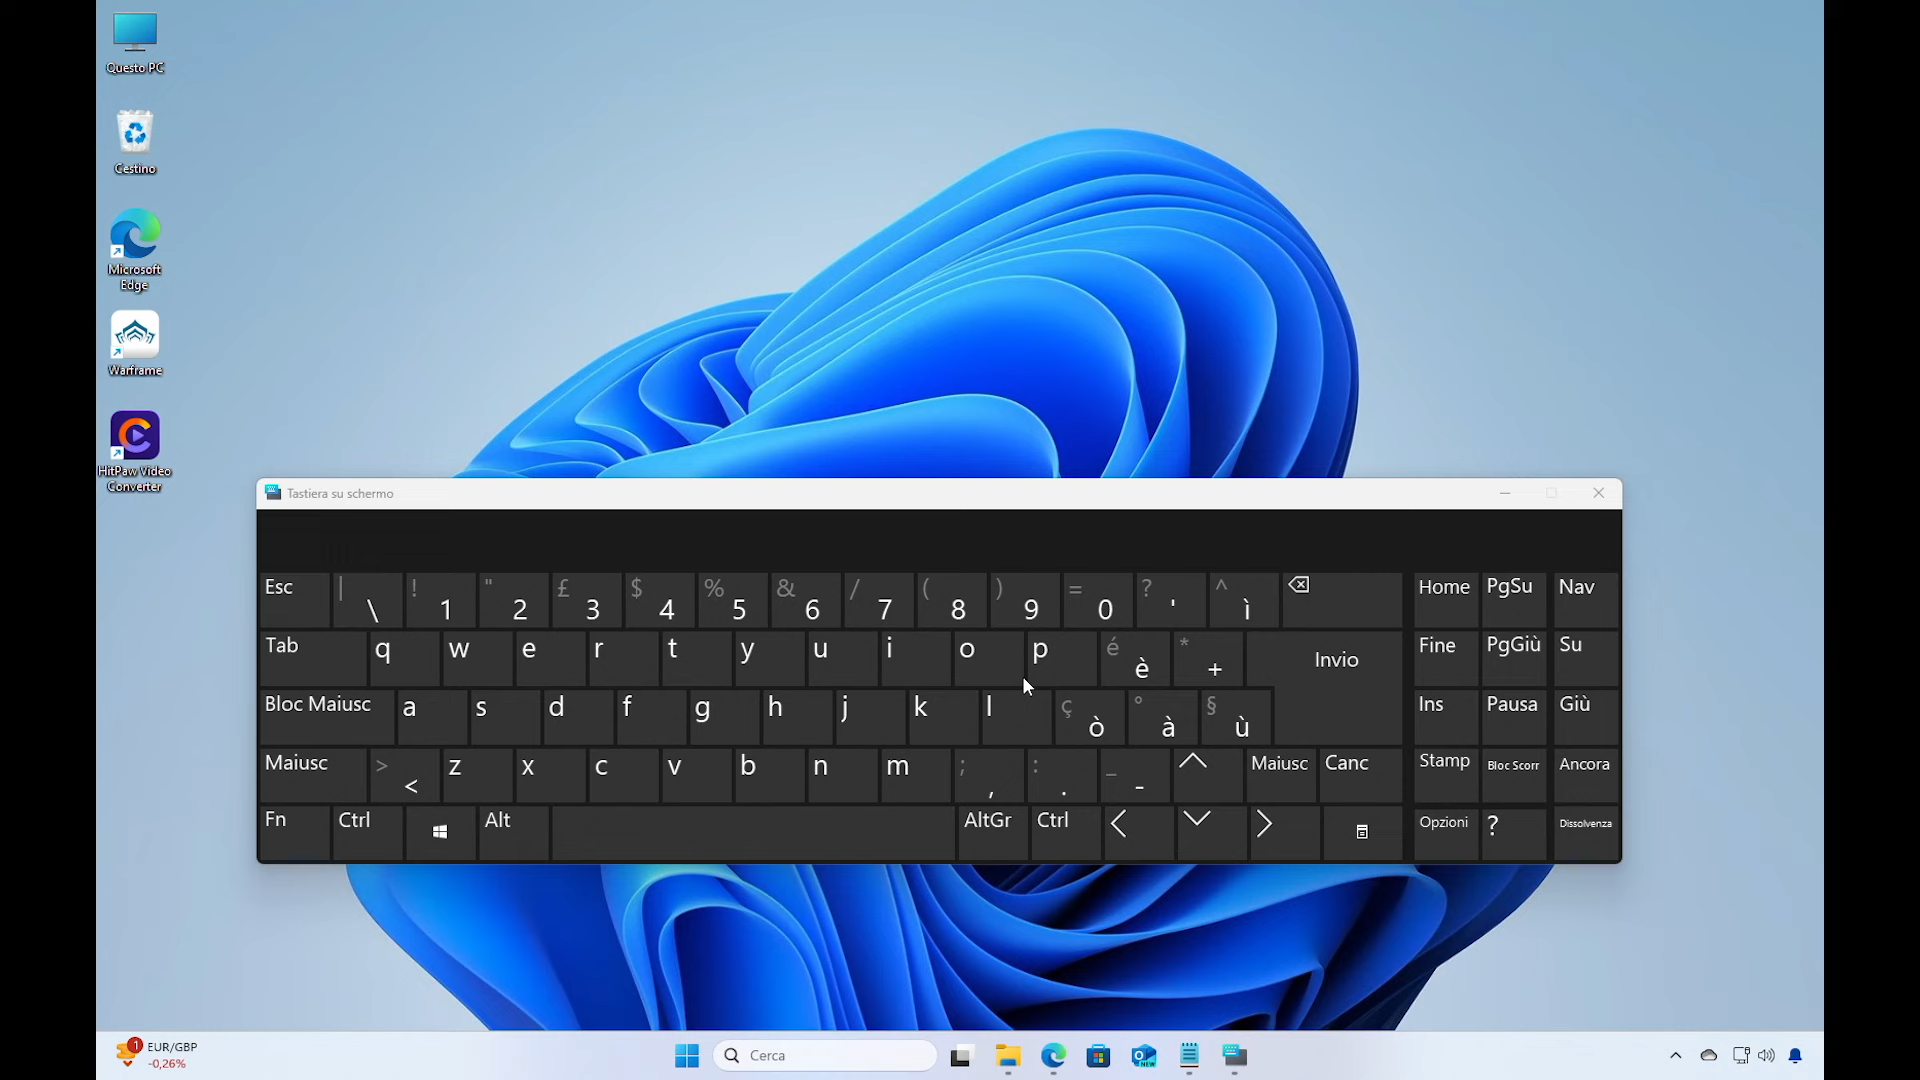 Questo PC
Cestino
Microsoft
Edge
Warframe
HitPaw Video
Converter
Tastiera su schermo
Esc | \ ! 1 " 2 £ 3 $ 4 % 5 & 6 / 7 ( 8 ) 9 = 0 ? ' ^ ì Home PgSu Nav
Tab q w e r t y u i o p é è * + Invio Fine PgGiù Su
Bloc Maiusc a s d f g h j k l ç ò ° à § ù Ins Pausa Giù
Maiusc > < z x c v b n m ; , : . _ - Maiusc Canc Stamp Bloc Scorr Ancora
Fn Ctrl Alt AltGr Ctrl Opzioni ? Dissolvenza
1 EUR/GBP
-0,26%
Cerca
NEW